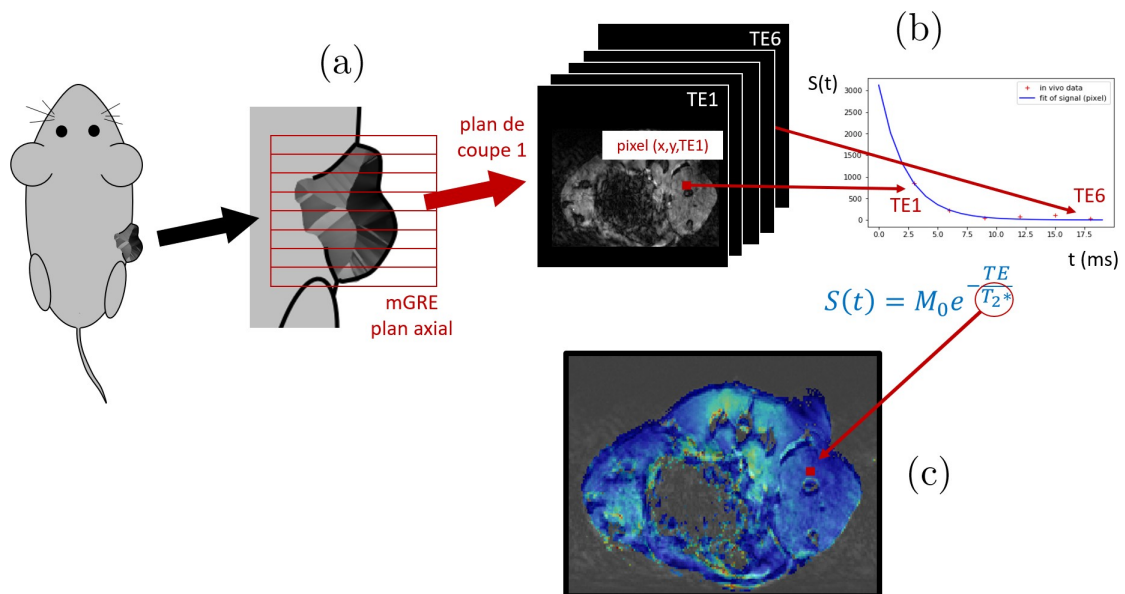 (a)
plan de
coupe 1
mGRE
plan axial
TE6
TE1
pixel (x,y,TE1)
(b)
S(t)
+ in vivo data
fit of signal (pixel)
3000
2500
2000
1500
1000
500
0
TE1
TE6
0.0 2.5 5.0 7.5 10.0 12.5 15.0 17.5
t (ms)
S(t) = M₀e^(-TE/T₂*)
(c)